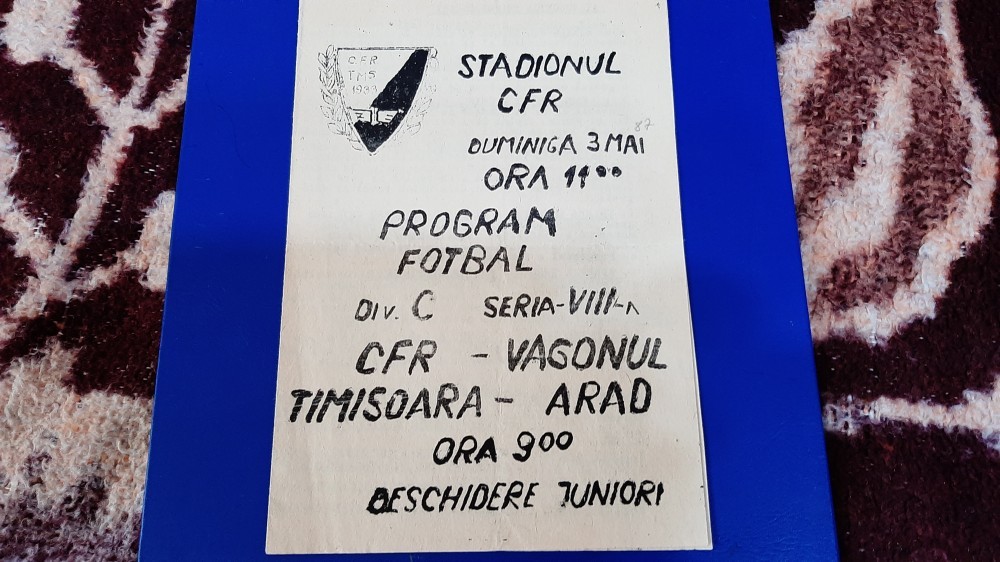 CFR
TMS
1933
STADIONUL
CFR
87
DUMINICA 3 MAI
ORA 11⁰⁰
PROGRAM
FOTBAL
DIV. C SERIA-VIII-A
CFR - VAGONUL
TIMISOARA - ARAD
ORA 9⁰⁰
DESCHIDERE JUNIORI